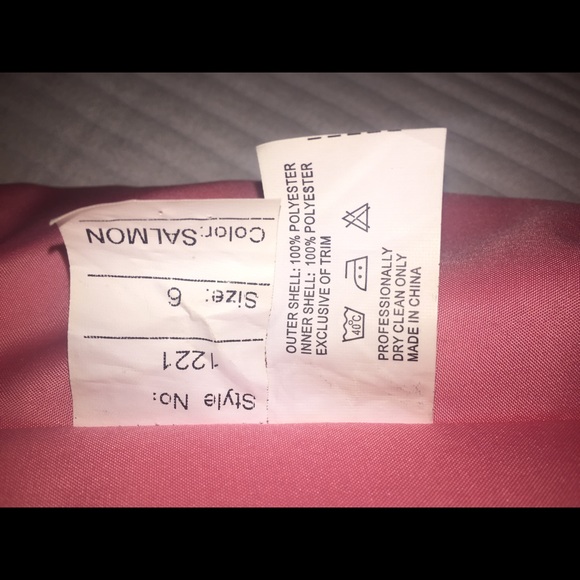 Style No:
1221
Size: 6
Color: SALMON
OUTER SHELL: 100% POLYESTER
INNER SHELL: 100% POLYESTER
EXCLUSIVE OF TRIM
40°C
PROFESSIONALLY
DRY CLEAN ONLY
MADE IN CHINA